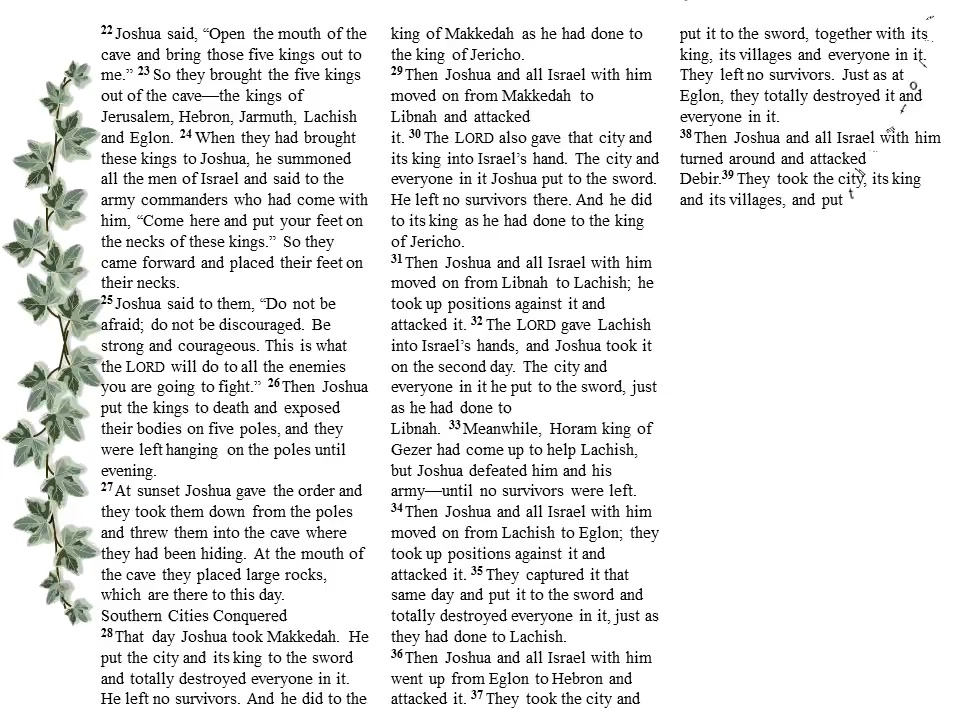 22 Joshua said, “Open the mouth of the
cave and bring those five kings out to
me.” 23 So they brought the five kings
out of the cave—the kings of
Jerusalem, Hebron, Jarmuth, Lachish
and Eglon. 24 When they had brought
these kings to Joshua, he summoned
all the men of Israel and said to the
army commanders who had come with
him, “Come here and put your feet on
the necks of these kings.” So they
came forward and placed their feet on
their necks.
25 Joshua said to them, “Do not be
afraid; do not be discouraged. Be
strong and courageous. This is what
the LORD will do to all the enemies
you are going to fight.” 26 Then Joshua
put the kings to death and exposed
their bodies on five poles, and they
were left hanging on the poles until
evening.
27 At sunset Joshua gave the order and
they took them down from the poles
and threw them into the cave where
they had been hiding. At the mouth of
the cave they placed large rocks,
which are there to this day.
Southern Cities Conquered
28 That day Joshua took Makkedah. He
put the city and its king to the sword
and totally destroyed everyone in it.
He left no survivors. And he did to the
king of Makkedah as he had done to
the king of Jericho.
29 Then Joshua and all Israel with him
moved on from Makkedah to
Libnah and attacked
it. 30 The LORD also gave that city and
its king into Israel’s hand. The city and
everyone in it Joshua put to the sword.
He left no survivors there. And he did
to its king as he had done to the king
of Jericho.
31 Then Joshua and all Israel with him
moved on from Libnah to Lachish; he
took up positions against it and
attacked it. 32 The LORD gave Lachish
into Israel’s hands, and Joshua took it
on the second day. The city and
everyone in it he put to the sword, just
as he had done to
Libnah. 33 Meanwhile, Horam king of
Gezer had come up to help Lachish,
but Joshua defeated him and his
army—until no survivors were left.
34 Then Joshua and all Israel with him
moved on from Lachish to Eglon; they
took up positions against it and
attacked it. 35 They captured it that
same day and put it to the sword and
totally destroyed everyone in it, just as
they had done to Lachish.
36 Then Joshua and all Israel with him
went up from Eglon to Hebron and
attacked it. 37 They took the city and
put it to the sword, together with its
king, its villages and everyone in it.
They left no survivors. Just as at
Eglon, they totally destroyed it and
everyone in it.
38 Then Joshua and all Israel with him
turned around and attacked
Debir.39 They took the city, its king
and its villages, and put